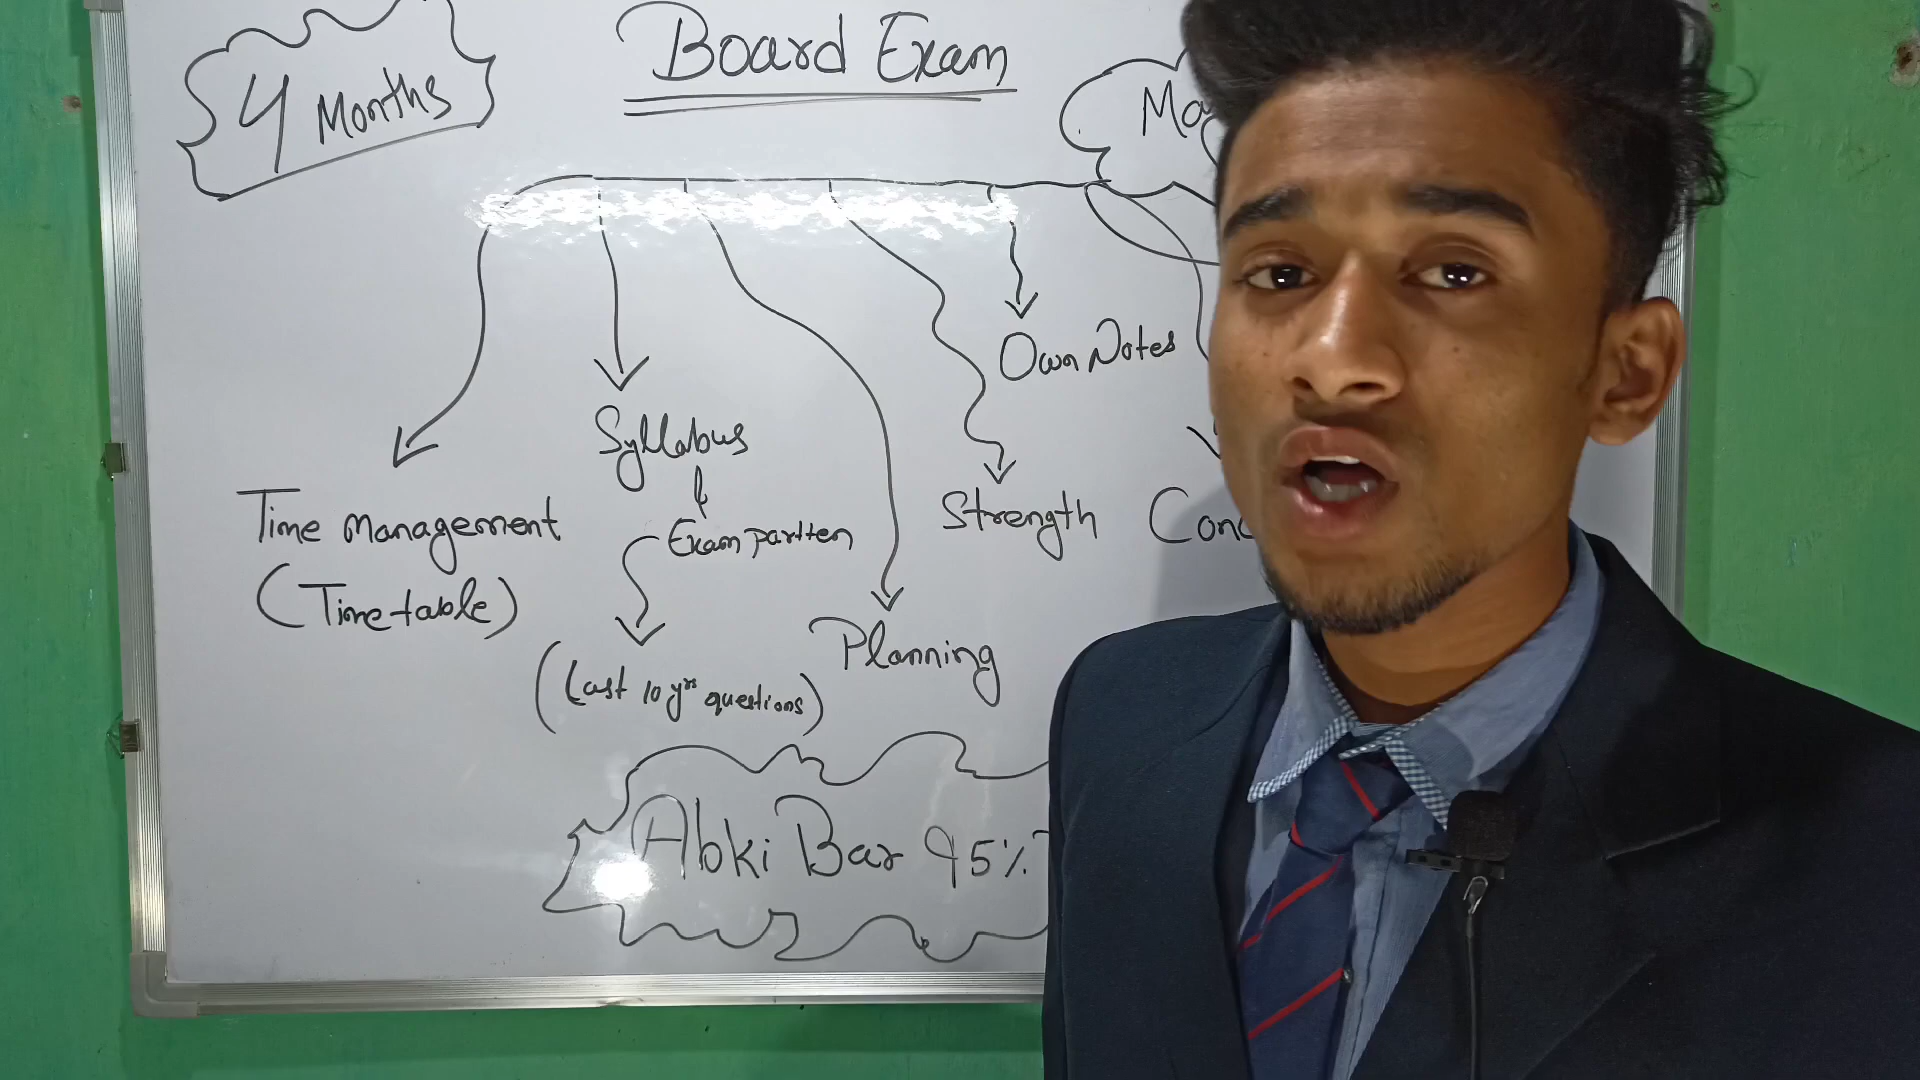 4 Months
Board Exam
Own Notes
Syllabus
&
Exam partten
(Last 10 yrs questions)
Time management
(Time-table)
Strength
Planning
Abki Bar 95%